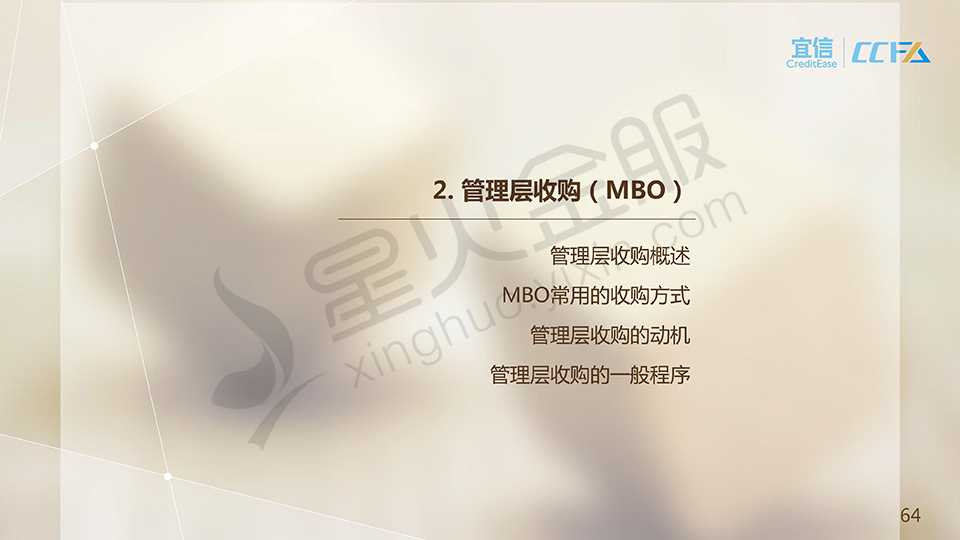 宜信
CreditEase
CCFA
2. 管理层收购（MBO）
管理层收购概述
MBO常用的收购方式
管理层收购的动机
管理层收购的一般程序
星火金服
xinghuo.yixin.com
64